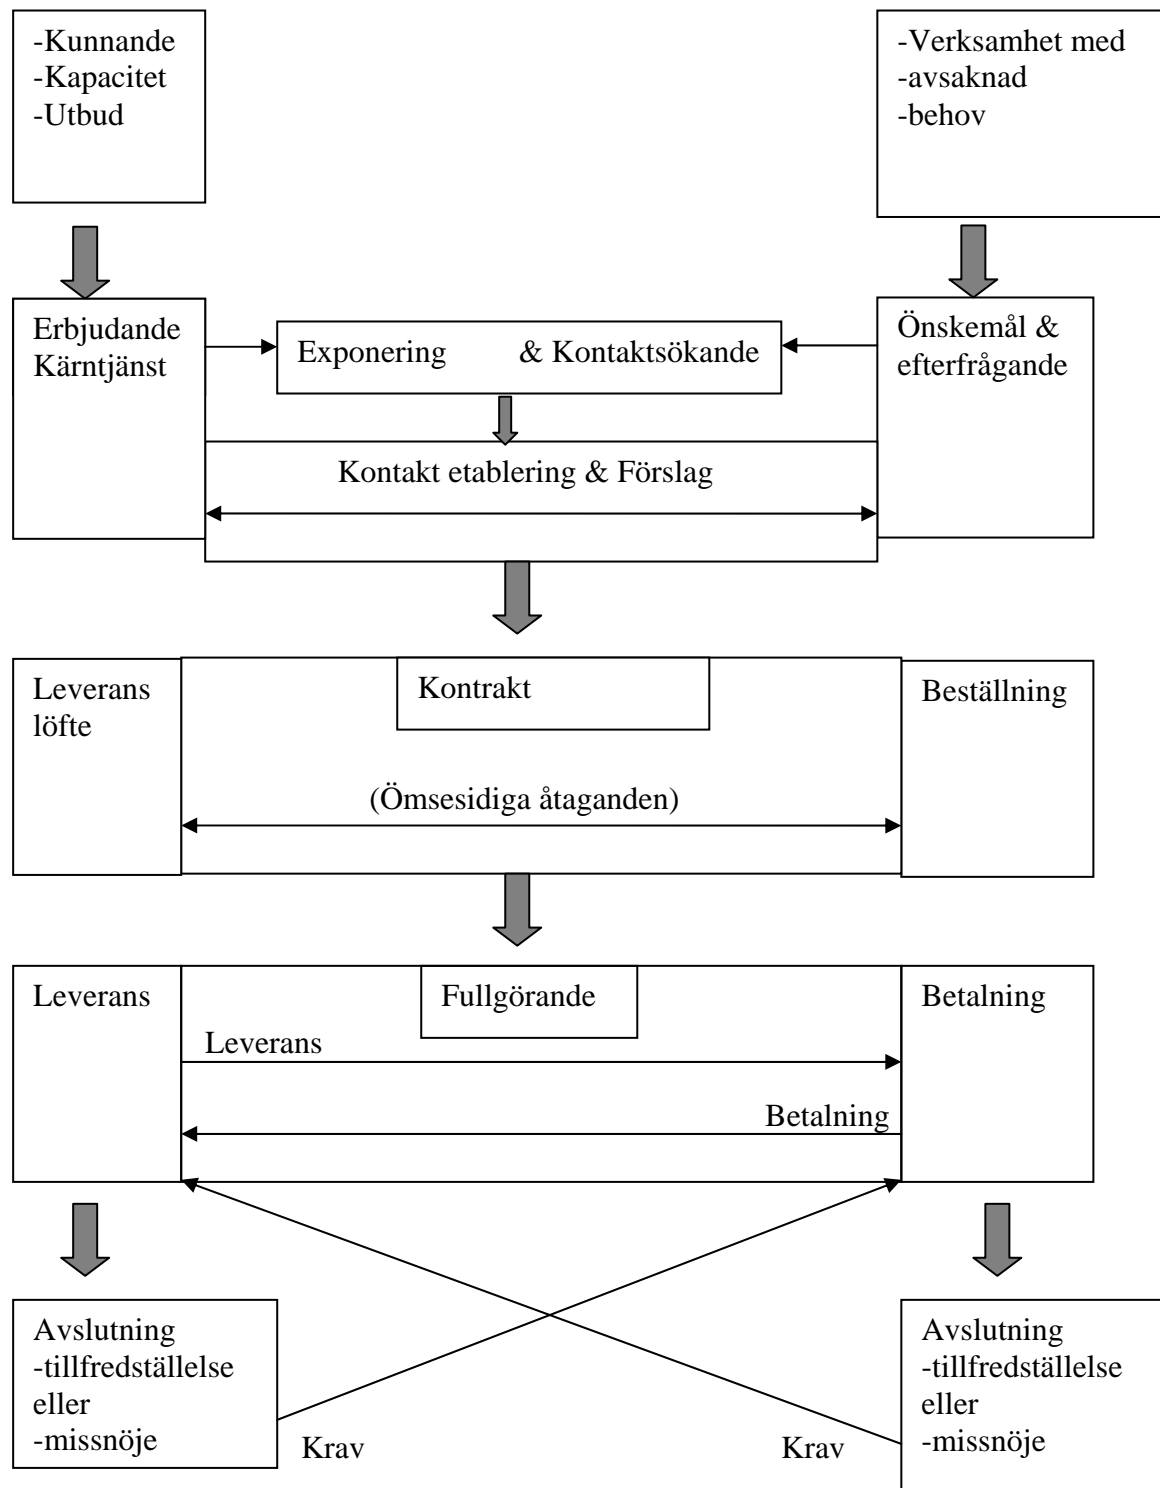 -Kunnande
-Kapacitet
-Utbud
-Verksamhet med
-avsaknad
-behov
Erbjudande
Kärntjänst
Exponering & Kontaktsökande
Önskemål &
efterfrågande
Kontakt etablering & Förslag
Leverans
löfte
Kontrakt
Beställning
(Ömsesidiga åtaganden)
Leverans
Fullgörande
Betalning
Leverans
Betalning
Avslutning
-tillfredställelse
eller
-missnöje
Krav
Krav
Avslutning
-tillfredställelse
eller
-missnöje